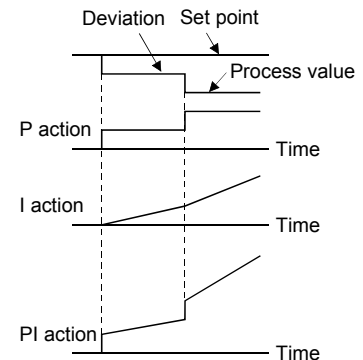 Deviation
Set point
Process value
P action
Time
I action
Time
PI action
Time